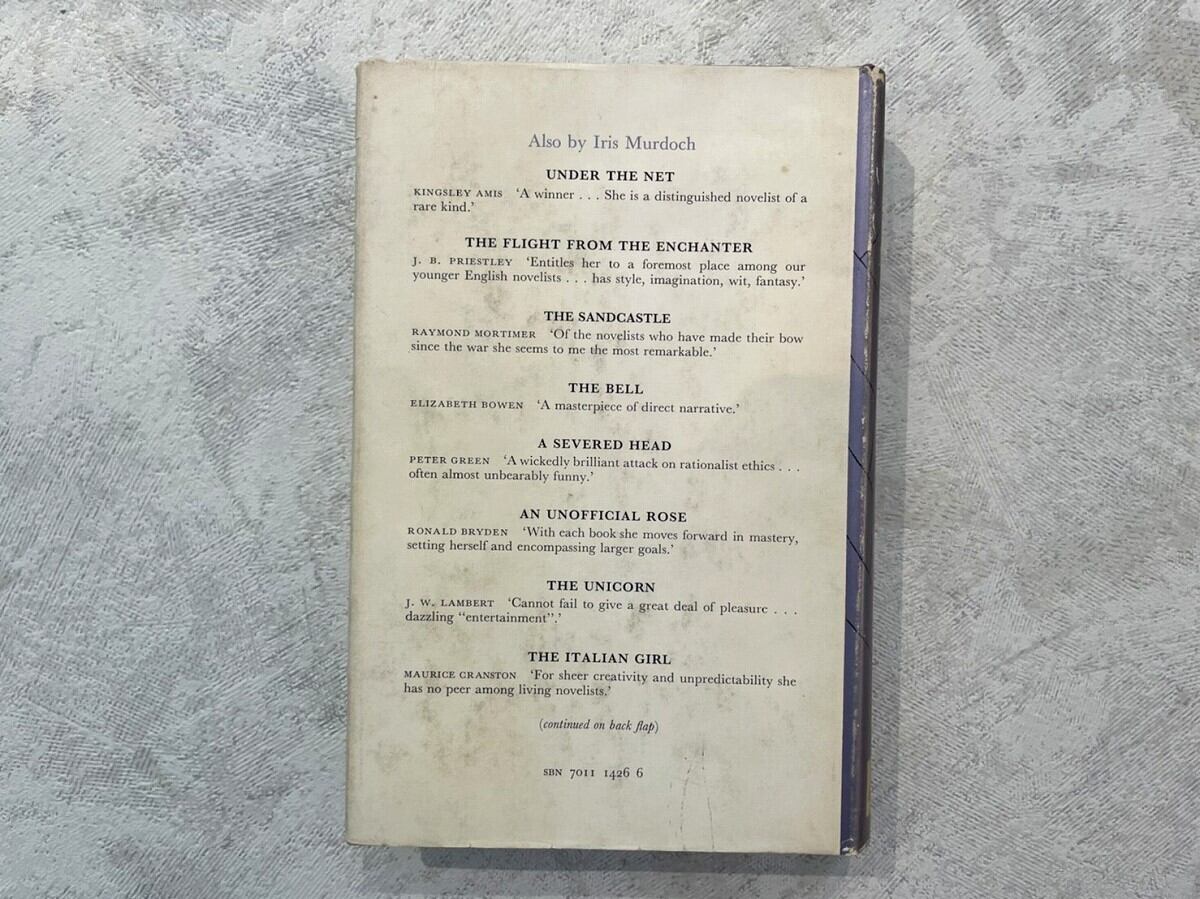 Also by Iris Murdoch
UNDER THE NET
KINGSLEY AMIS ‘A winner . . . She is a distinguished novelist of a
rare kind.’
THE FLIGHT FROM THE ENCHANTER
J. B. PRIESTLEY ‘Entitles her to a foremost place among our
younger English novelists . . . has style, imagination, wit, fantasy.’
THE SANDCASTLE
RAYMOND MORTIMER ‘Of the novelists who have made their bow
since the war she seems to me the most remarkable.’
THE BELL
ELIZABETH BOWEN ‘A masterpiece of direct narrative.’
A SEVERED HEAD
PETER GREEN ‘A wickedly brilliant attack on rationalist ethics . . .
often almost unbearably funny.’
AN UNOFFICIAL ROSE
RONALD BRYDEN ‘With each book she moves forward in mastery,
setting herself and encompassing larger goals.’
THE UNICORN
J. W. LAMBERT ‘Cannot fail to give a great deal of pleasure . . .
dazzling “entertainment”.’
THE ITALIAN GIRL
MAURICE CRANSTON ‘For sheer creativity and unpredictability she
has no peer among living novelists.’
(continued on back flap)
SBN 7011 1426 6